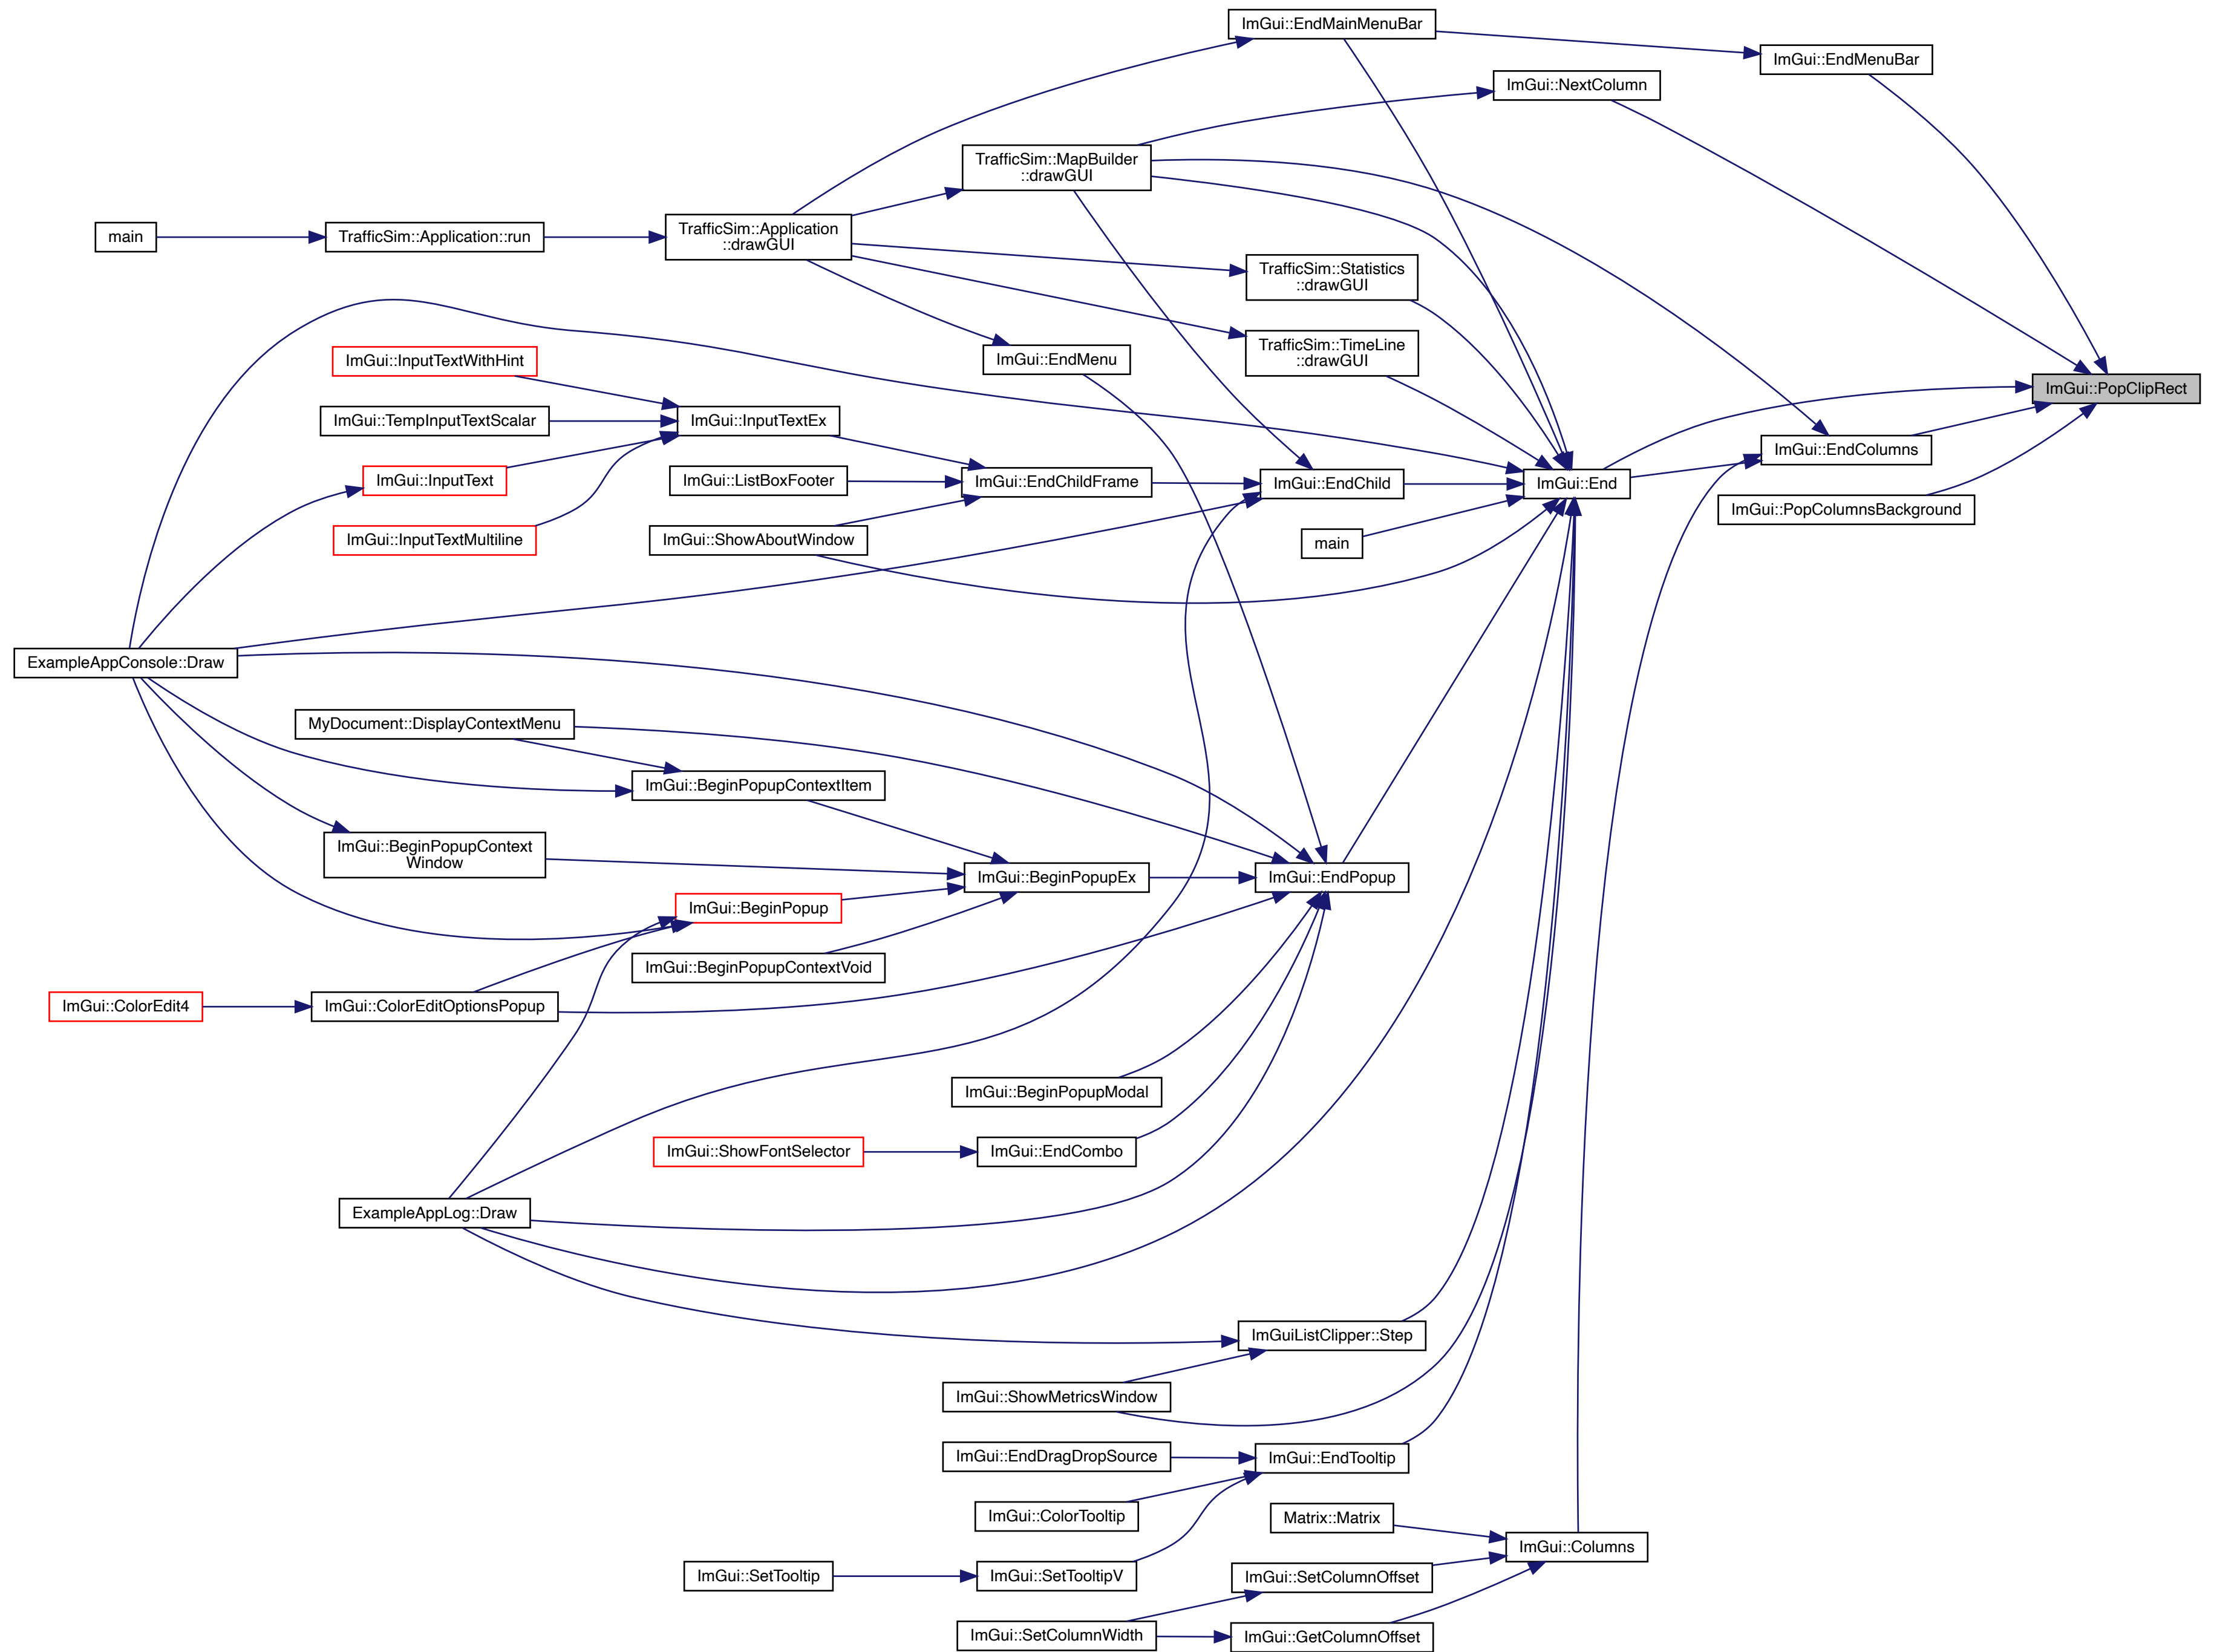 ImGui::EndMainMenuBar
ImGui::EndMenuBar
ImGui::NextColumn
TrafficSim::MapBuilder
::drawGUI
main
TrafficSim::Application::run
TrafficSim::Application
::drawGUI
TrafficSim::Statistics
::drawGUI
TrafficSim::TimeLine
::drawGUI
ImGui::EndMenu
ImGui::InputTextWithHint
ImGui::PopClipRect
ImGui::TempInputTextScalar
ImGui::InputTextEx
ImGui::EndColumns
ImGui::InputText
ImGui::ListBoxFooter
ImGui::EndChildFrame
ImGui::EndChild
ImGui::End
ImGui::PopColumnsBackground
ImGui::InputTextMultiline
ImGui::ShowAboutWindow
main
ExampleAppConsole::Draw
MyDocument::DisplayContextMenu
ImGui::BeginPopupContextItem
ImGui::BeginPopupContext
Window
ImGui::BeginPopupEx
ImGui::EndPopup
ImGui::BeginPopup
ImGui::BeginPopupContextVoid
ImGui::ColorEdit4
ImGui::ColorEditOptionsPopup
ImGui::BeginPopupModal
ImGui::ShowFontSelector
ImGui::EndCombo
ExampleAppLog::Draw
ImGuiListClipper::Step
ImGui::ShowMetricsWindow
ImGui::EndDragDropSource
ImGui::EndTooltip
ImGui::ColorTooltip
Matrix::Matrix
ImGui::Columns
ImGui::SetTooltip
ImGui::SetTooltipV
ImGui::SetColumnOffset
ImGui::SetColumnWidth
ImGui::GetColumnOffset